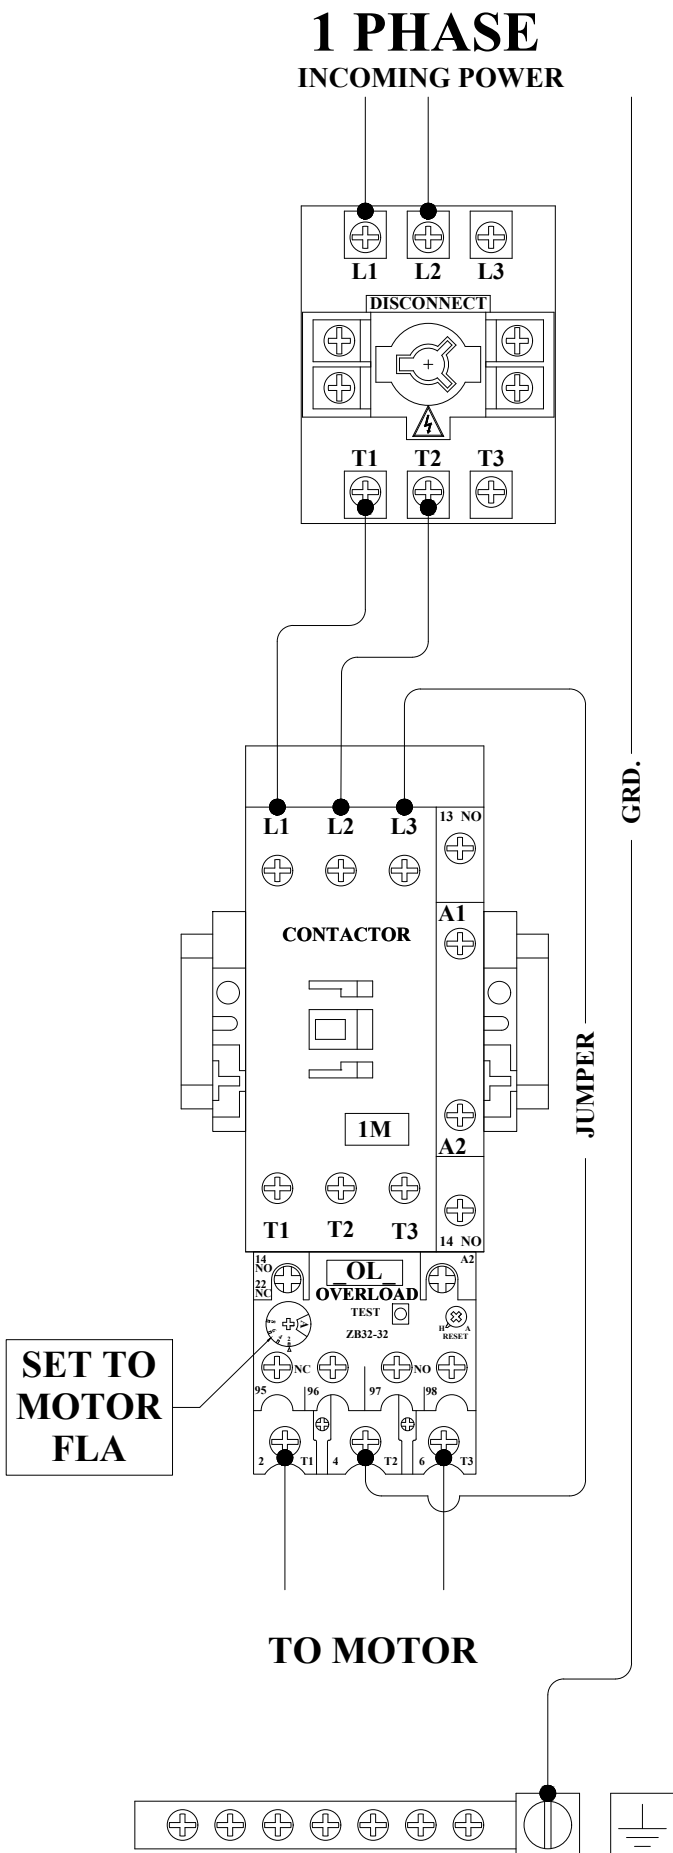 1 PHASE
INCOMING POWER
L1 L2 L3
DISCONNECT
T1 T2 T3
GRD.
L1 L2 L3
13 NO
A1
CONTACTOR
JUMPER
1M
A2
T1 T2 T3
14 NO
14
NO
22
NC
_OL_
A2
OVERLOAD
TEST
ZB32-32
H A
RESET
SET TO
MOTOR
FLA
NC NO
95 96 97 98
2 T1 4 T2 6 T3
TO MOTOR